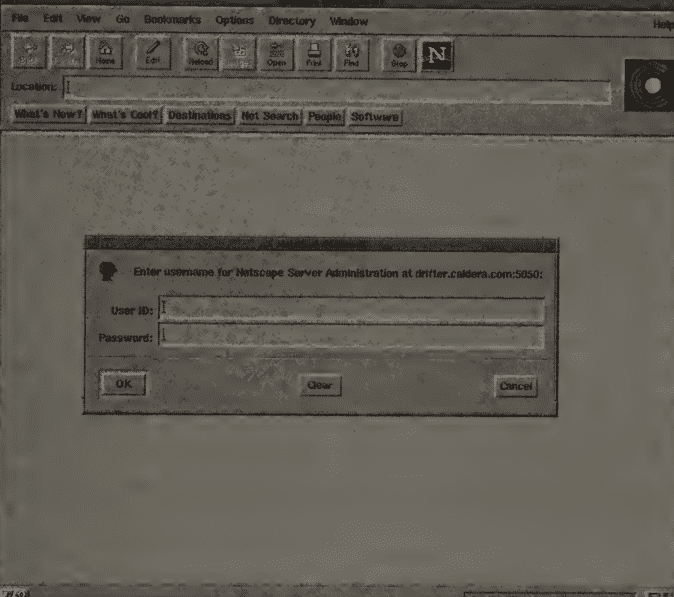 File Edit View Go Bookmarks Options Directory Window Help
Home Edit Reload Open Print Find Stop N
Location:
What's New? What's Cool? Destinations Net Search People Software
Enter username for Netscape Server Administration at drifter.caldera.com:5050:
User ID:
Password:
OK Clear Cancel